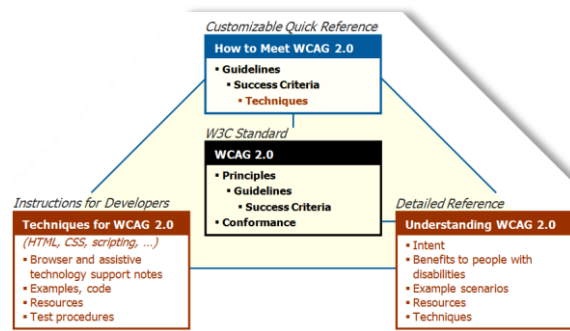 Customizable Quick Reference
How to Meet WCAG 2.0
▪ Guidelines
▪ Success Criteria
▪ Techniques
W3C Standard
WCAG 2.0
▪ Principles
▪ Guidelines
▪ Success Criteria
▪ Conformance
Instructions for Developers
Techniques for WCAG 2.0
(HTML, CSS, scripting, ...)
▪ Browser and assistive
technology support notes
▪ Examples, code
▪ Resources
▪ Test procedures
Detailed Reference
Understanding WCAG 2.0
▪ Intent
▪ Benefits to people with
disabilities
▪ Example scenarios
▪ Resources
▪ Techniques